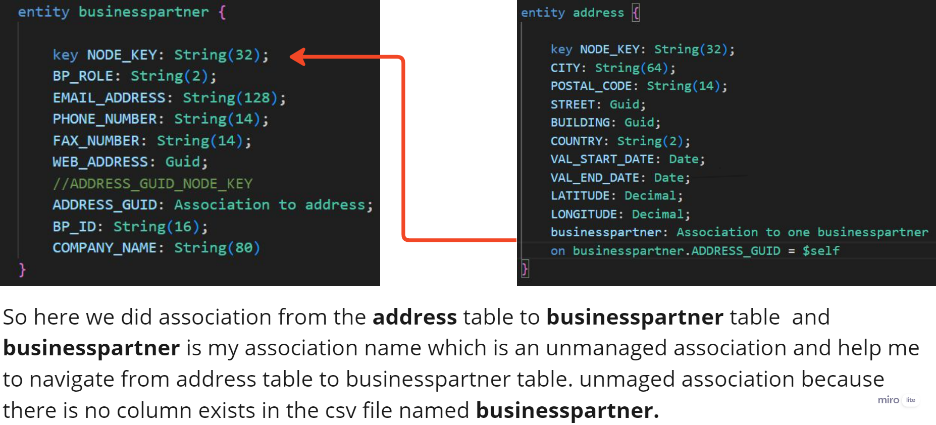 entity businesspartner {
key NODE_KEY: String(32);
BP_ROLE: String(2);
EMAIL_ADDRESS: String(128);
PHONE_NUMBER: String(14);
FAX_NUMBER: String(14);
WEB_ADDRESS: Guid;
//ADDRESS_GUID_NODE_KEY
ADDRESS_GUID: Association to address;
BP_ID: String(16);
COMPANY_NAME: String(80)
}
entity address {
key NODE_KEY: String(32);
CITY: String(64);
POSTAL_CODE: String(14);
STREET: Guid;
BUILDING: Guid;
COUNTRY: String(2);
VAL_START_DATE: Date;
VAL_END_DATE: Date;
LATITUDE: Decimal;
LONGITUDE: Decimal;
businesspartner: Association to one businesspartner
on businesspartner.ADDRESS_GUID = $self
}
So here we did association from the address table to businesspartner table and
businesspartner is my association name which is an unmanaged association and help me
to navigate from address table to businesspartner table. unmaged association because
there is no column exists in the csv file named businesspartner.
miro lite